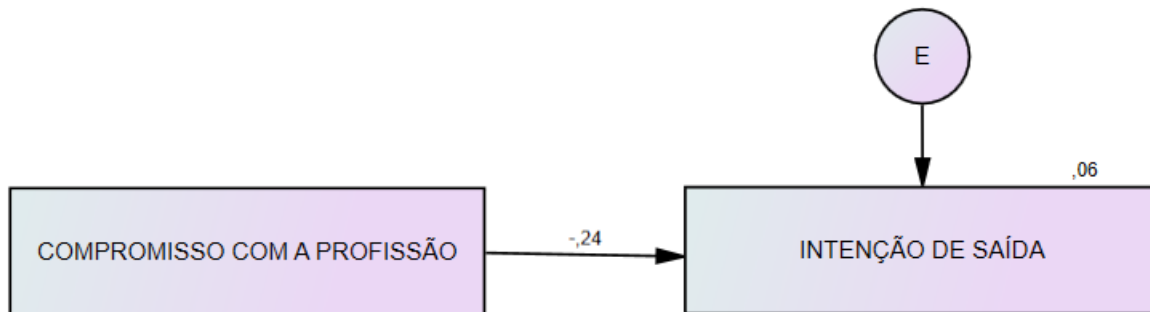 E
,06
COMPROMISSO COM A PROFISSÃO
-,24
INTENÇÃO DE SAÍDA